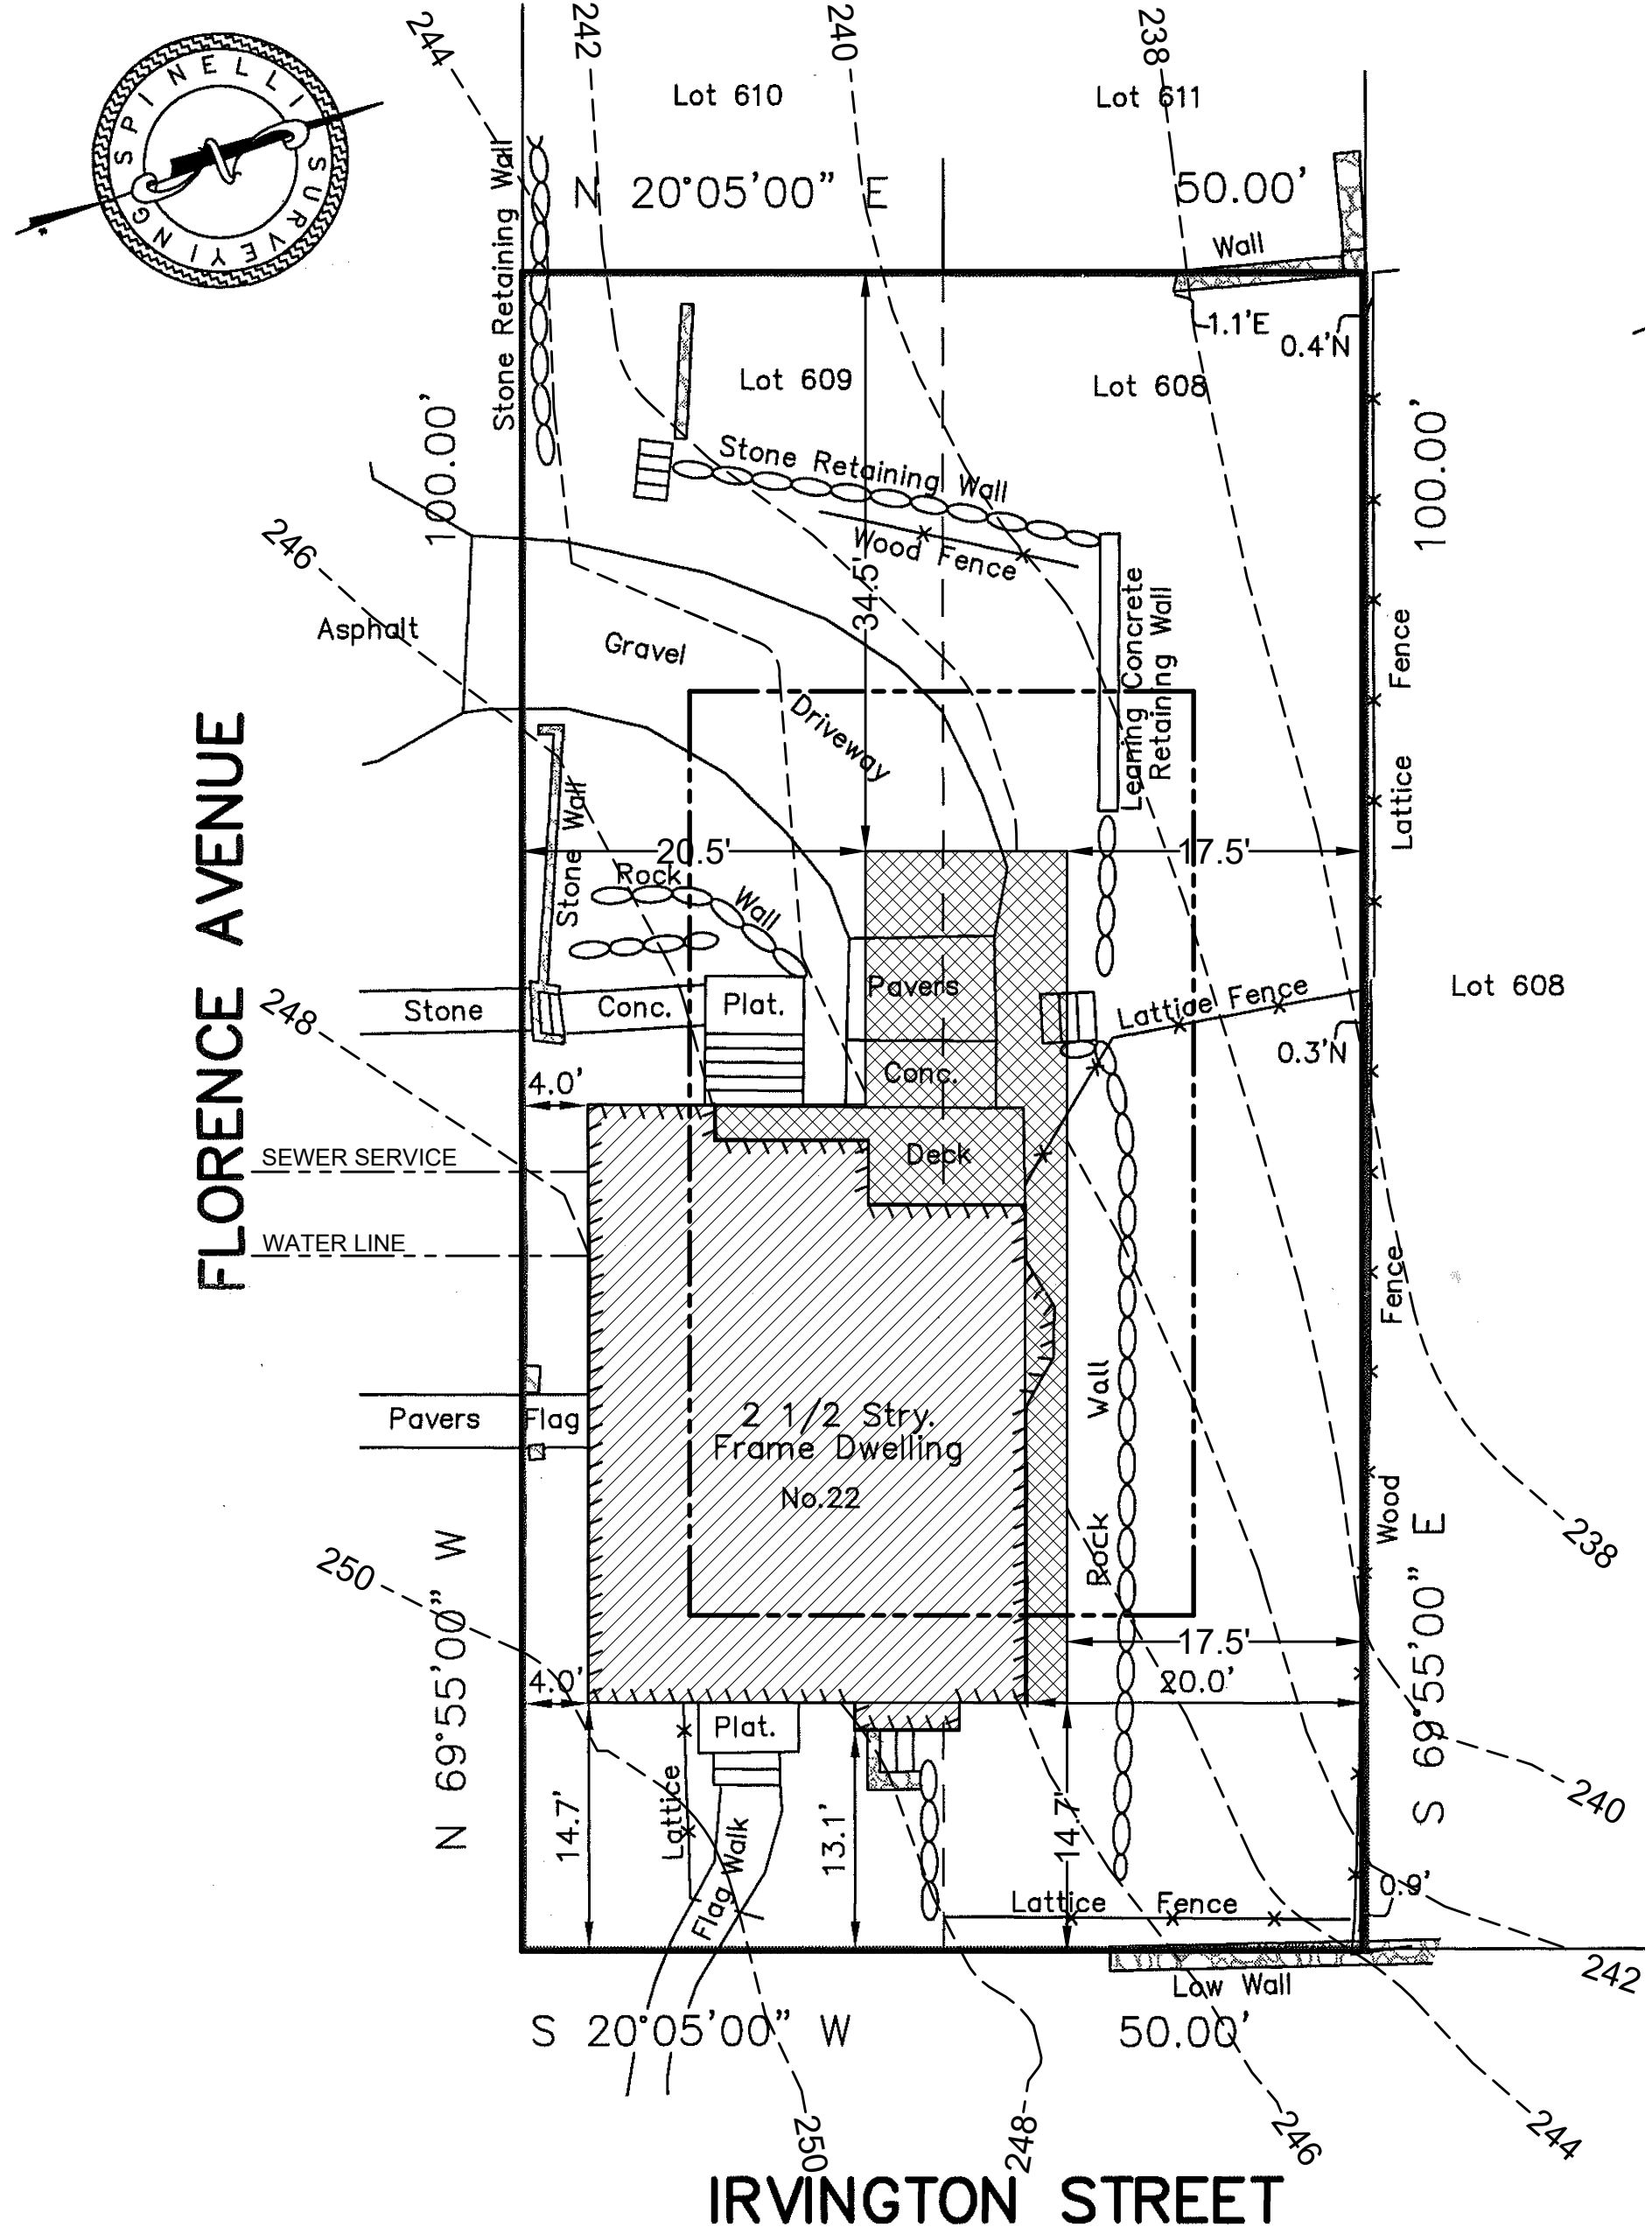 244
242
240
238
SPINELLI SURVEYING
Lot 610
Lot 611
Stone Retaining Wall
N 20°05'00" E
50.00'
Wall
1.1'E
0.4'N
Lot 609
Lot 608
100.00'
100.00'
Stone Retaining Wall
Wood Fence
34.5'
246
Asphalt
Gravel
Driveway
Leaning Concrete
Retaining Wall
Lattice Fence
FLORENCE AVENUE
Stone Wall
20.5'
17.5'
Rock Wall
248
Stone
Conc.
Plat.
Pavers
Lattice Fence
Lot 608
0.3'N
Conc.
4.0'
Deck
SEWER SERVICE
WATER LINE
Wood Fence
Pavers
Flag
2 1/2 Stry.
Frame Dwelling
No.22
Rock Wall
238
250
N 69°55'00" W
S 69°55'00" E
17.5'
4.0'
20.0'
Plat.
14.7'
Lattice
Flag Walk
13.1'
14.7'
240
0.9'
Lattice Fence
242
Low Wall
S 20°05'00" W
50.00'
250
248
246
244
IRVINGTON STREET